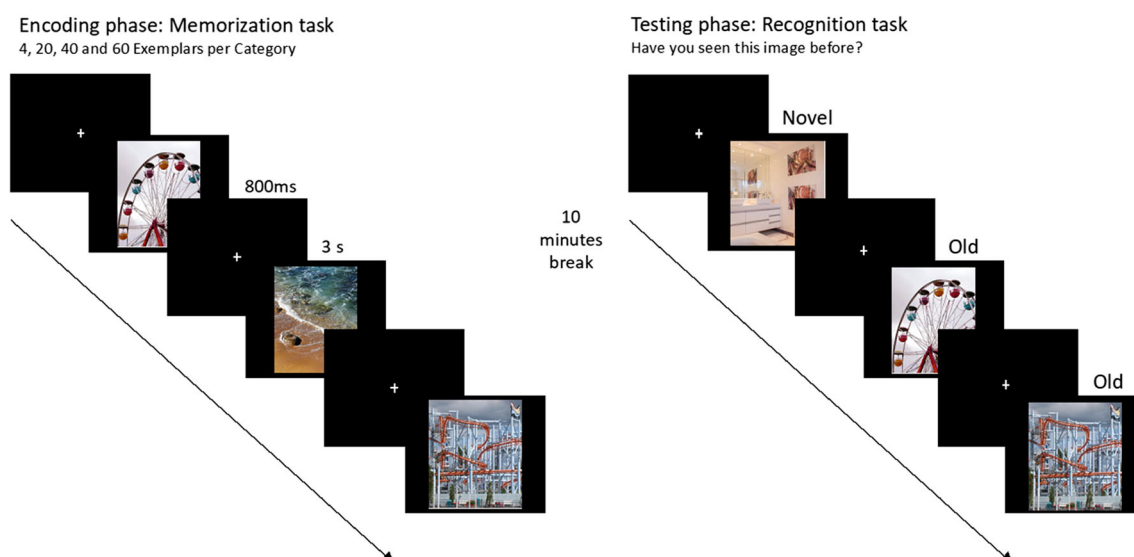 Encoding phase: Memorization task
4, 20, 40 and 60 Exemplars per Category
800ms
3 s
10
minutes
break
Testing phase: Recognition task
Have you seen this image before?
Novel
Old
Old